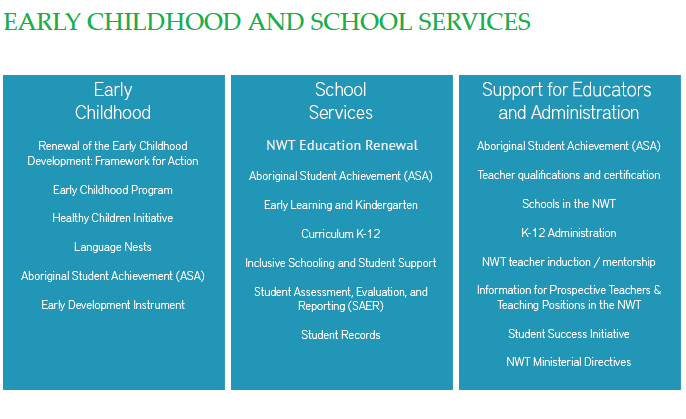 EARLY CHILDHOOD AND SCHOOL SERVICES
Early
Childhood
Renewal of the Early Childhood
Development: Framework for Action
Early Childhood Program
Healthy Children Initiative
Language Nests
Aboriginal Student Achievement (ASA)
Early Development Instrument
School
Services
NWT Education Renewal
Aboriginal Student Achievement (ASA)
Early Learning and Kindergarten
Curriculum K-12
Inclusive Schooling and Student Support
Student Assessment, Evaluation, and
Reporting (SAER)
Student Records
Support for Educators
and Administration
Aboriginal Student Achievement (ASA)
Teacher qualifications and certification
Schools in the NWT
K-12 Administration
NWT teacher induction / mentorship
Information for Prospective Teachers &
Teaching Positions in the NWT
Student Success Initiative
NWT Ministerial Directives